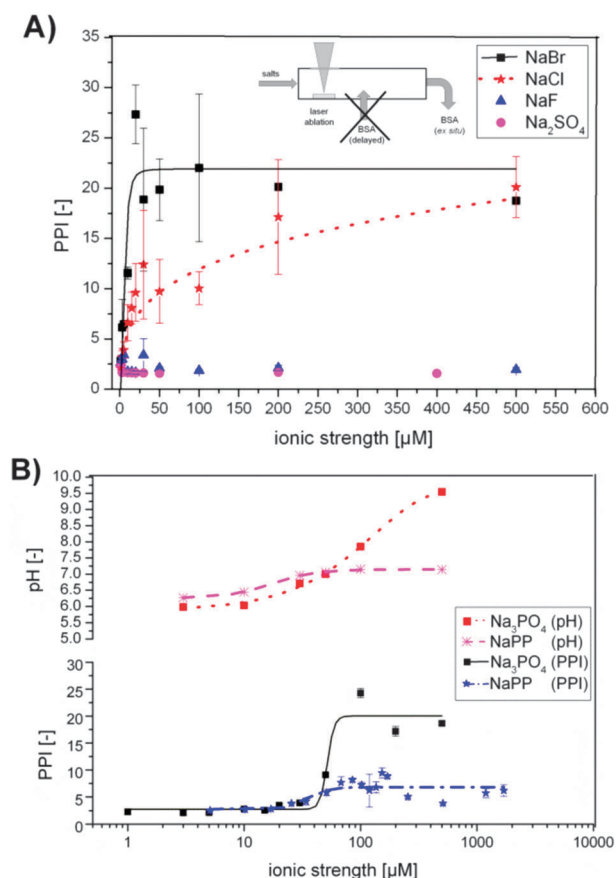 A)
35
30
25
20
15
10
5
0
PPI [-]
salts
laser
ablation
BSA
(delayed)
BSA
(ex situ)
NaBr
NaCl
NaF
Na₂SO₄
0 50 100 150 200 250 300 350 400 450 500
ionic strength [µM]
B)
10.0
9.5
9.0
8.5
8.0
7.5
7.0
6.5
6.0
5.5
5.0
pH [-]
Na₃PO₄ (pH)
NaPP (pH)
Na₃PO₄ (PPI)
NaPP (PPI)
30
25
20
15
10
5
0
PPI [-]
1 10 100 1000 10000
ionic strength [µM]